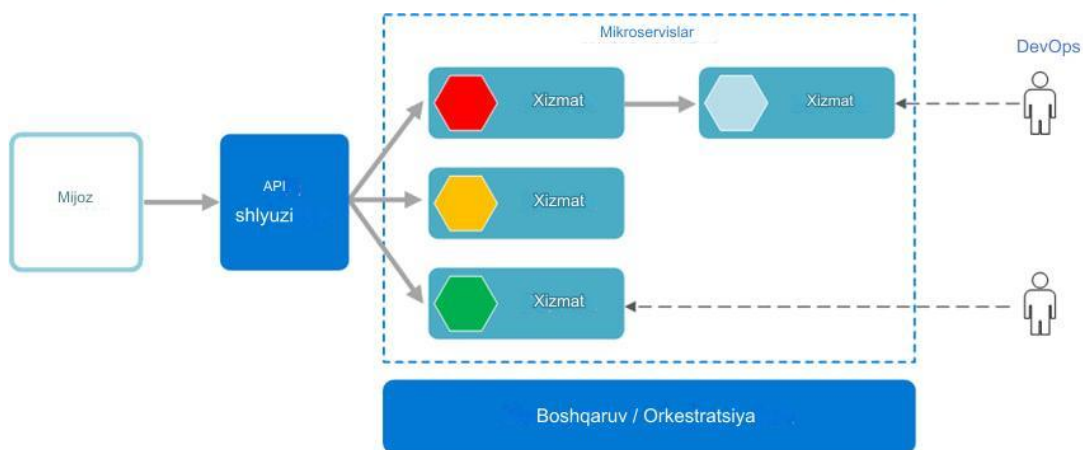 Mikroservislar
DevOps
Xizmat
Xizmat
Mijoz
API
shlyuzi
Xizmat
Xizmat
Boshqaruv / Orkestratsiya